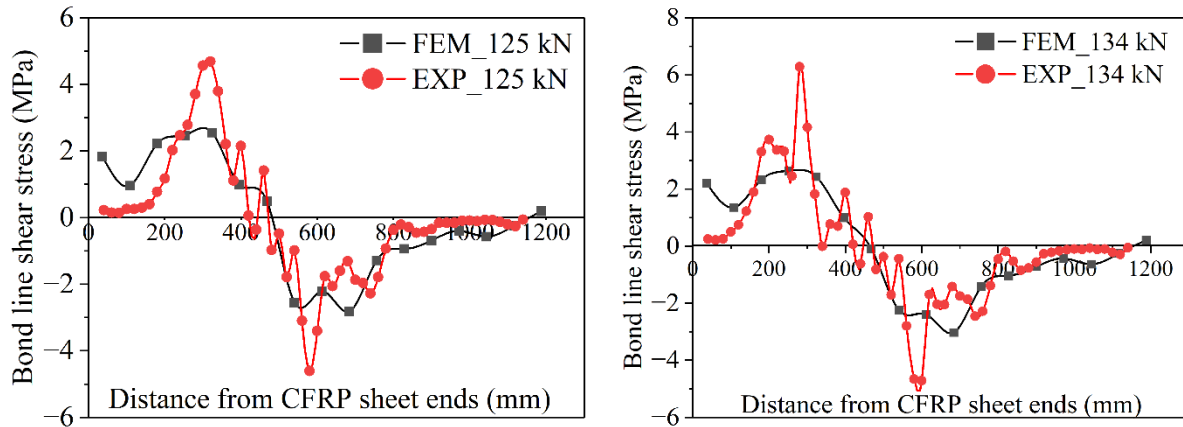 Bond line shear stress (MPa)
6
4
2
0
−2
−4
−6
FEM_125 kN
EXP_125 kN
0 200 400 600 800 1000 1200
Distance from CFRP sheet ends (mm)
Bond line shear stress (MPa)
8
6
4
2
0
−2
−4
−6
FEM_134 kN
EXP_134 kN
0 200 400 600 800 1000 1200
Distance from CFRP sheet ends (mm)